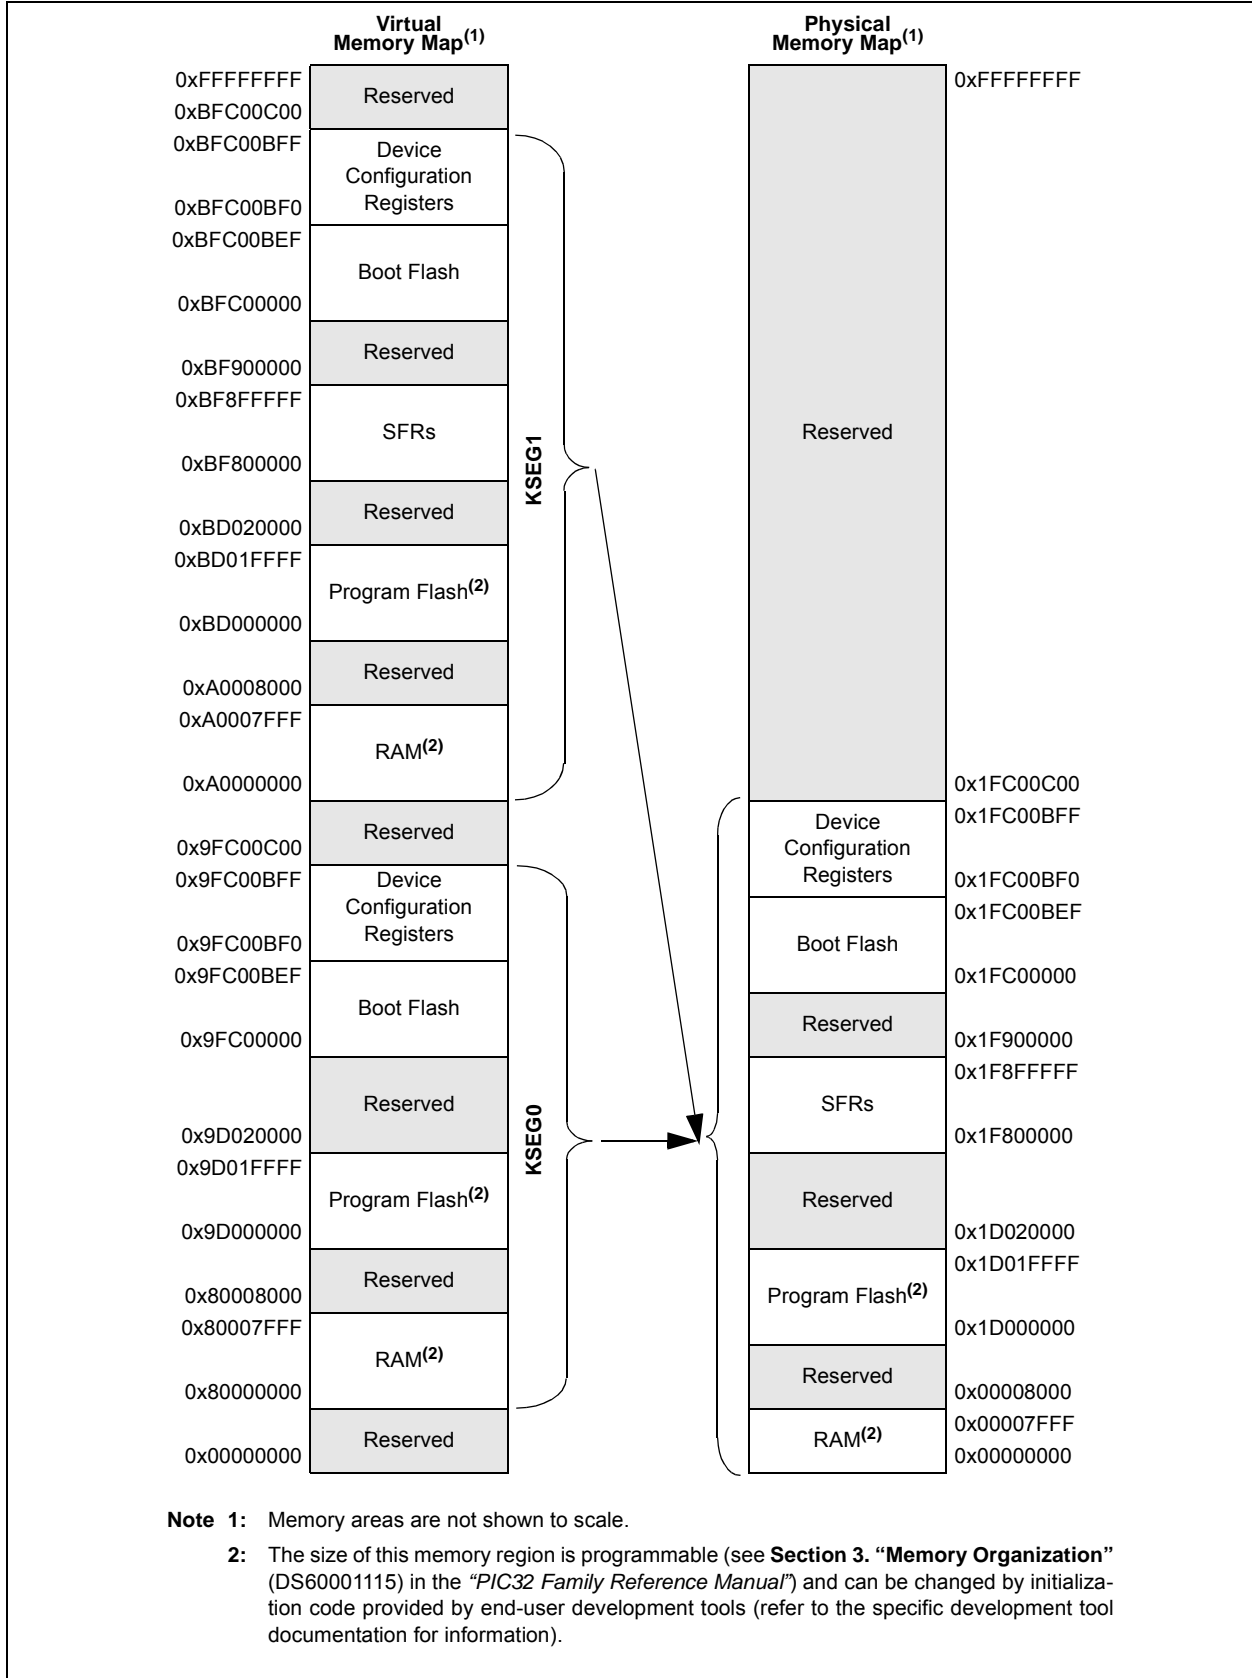 Virtual
Memory Map(1)
0xFFFFFFFF
Reserved
0xBFC00C00
0xBFC00BFF
Device
Configuration
Registers
0xBFC00BF0
0xBFC00BEF
Boot Flash
0xBFC00000
Reserved
0xBF900000
0xBF8FFFFF
SFRs
0xBF800000
Reserved
0xBD020000
0xBD01FFFF
Program Flash(2)
0xBD000000
Reserved
0xA0008000
0xA0007FFF
RAM(2)
0xA0000000
KSEG1
Reserved
0x9FC00C00
0x9FC00BFF
Device
Configuration
Registers
0x9FC00BF0
0x9FC00BEF
Boot Flash
0x9FC00000
Reserved
0x9D020000
0x9D01FFFF
Program Flash(2)
0x9D000000
Reserved
0x80008000
0x80007FFF
RAM(2)
0x80000000
KSEG0
Reserved
0x00000000
Physical
Memory Map(1)
0xFFFFFFFF
Reserved
0x1FC00C00
0x1FC00BFF
Device
Configuration
Registers
0x1FC00BF0
0x1FC00BEF
Boot Flash
0x1FC00000
Reserved
0x1F900000
0x1F8FFFFF
SFRs
0x1F800000
Reserved
0x1D020000
0x1D01FFFF
Program Flash(2)
0x1D000000
Reserved
0x00008000
0x00007FFF
RAM(2)
0x00000000
Note 1: Memory areas are not shown to scale.
2: The size of this memory region is programmable (see Section 3. “Memory Organization”
(DS60001115) in the “PIC32 Family Reference Manual”) and can be changed by initializa-
tion code provided by end-user development tools (refer to the specific development tool
documentation for information).